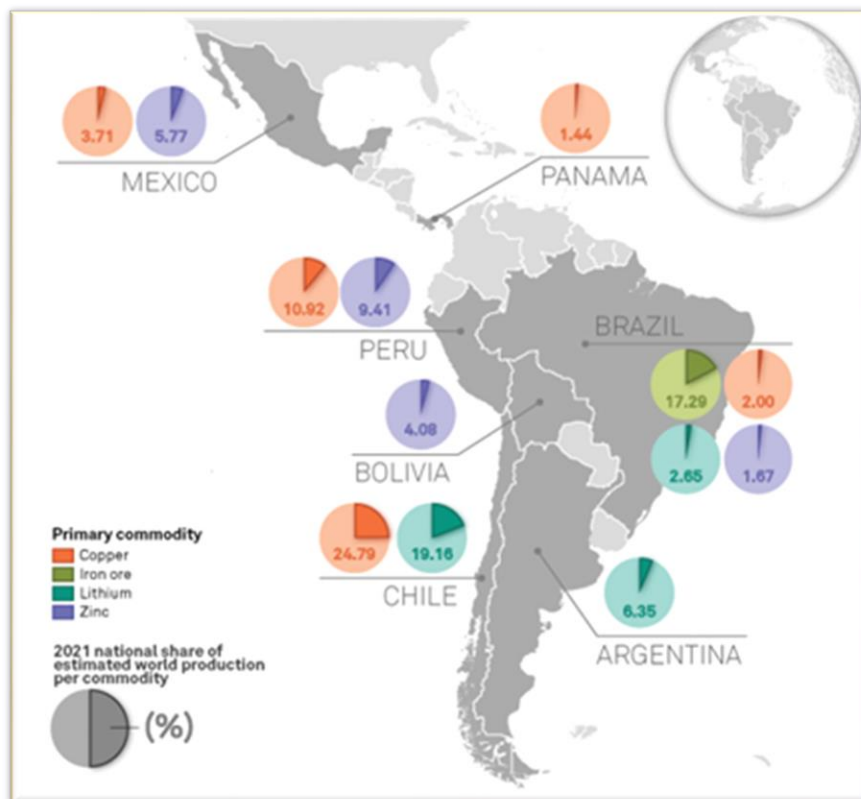 3.71 5.77
MEXICO
1.44
PANAMA
10.92 9.41
PERU
BRAZIL
17.29 2.00
2.65 1.67
4.08
BOLIVIA
24.79 19.16
CHILE
6.35
ARGENTINA
Primary commodity
Copper
Iron ore
Lithium
Zinc
2021 national share of
estimated world production
per commodity
(%)